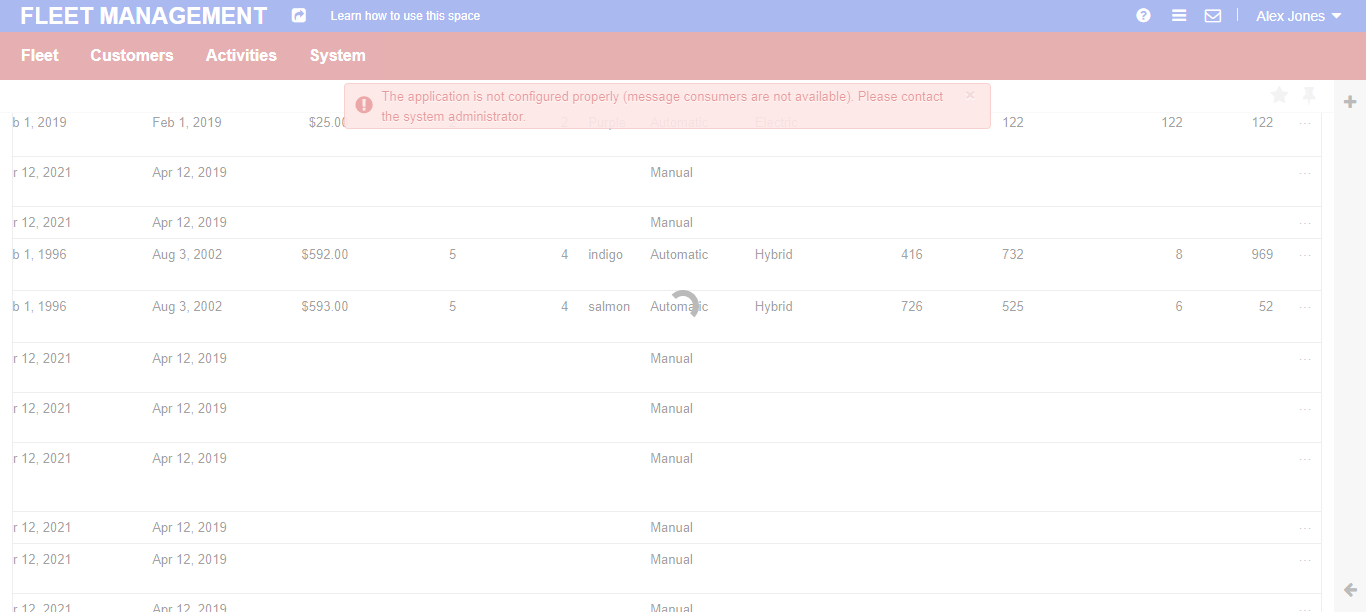 FLEET MANAGEMENT Learn how to use this space Alex Jones
Fleet Customers Activities System
The application is not configured properly (message consumers are not available). Please contact
the system administrator.
b 1, 2019 Feb 1, 2019 $25.00 2 Purple Automatic Electric 122 122 122 ...
r 12, 2021 Apr 12, 2019 Manual ...
r 12, 2021 Apr 12, 2019 Manual ...
b 1, 1996 Aug 3, 2002 $592.00 5 4 indigo Automatic Hybrid 416 732 8 969 ...
b 1, 1996 Aug 3, 2002 $593.00 5 4 salmon Automatic Hybrid 726 525 6 52 ...
r 12, 2021 Apr 12, 2019 Manual ...
r 12, 2021 Apr 12, 2019 Manual ...
r 12, 2021 Apr 12, 2019 Manual ...
r 12, 2021 Apr 12, 2019 Manual ...
r 12, 2021 Apr 12, 2019 Manual ...
r 12, 2021 Apr 12, 2019 Manual ...